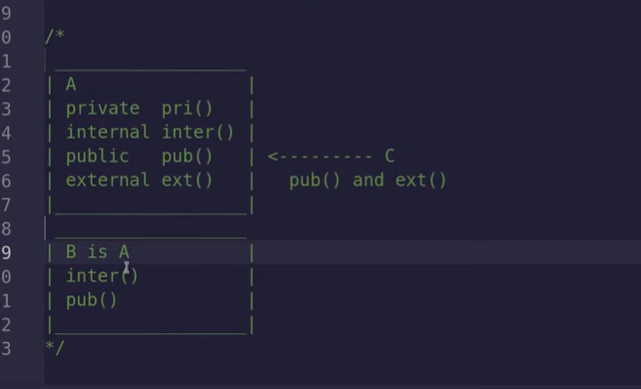 9
0 /*
1  ___________________
2 | A                 |
3 | private  pri()    |
4 | internal inter()  |
5 | public   pub()    | <--------- C
6 | external ext()    |   pub() and ext()
7 |___________________|
8  ___________________
9 | B is A            |
0 | inter()           |
1 | pub()             |
2 |___________________|
3 */